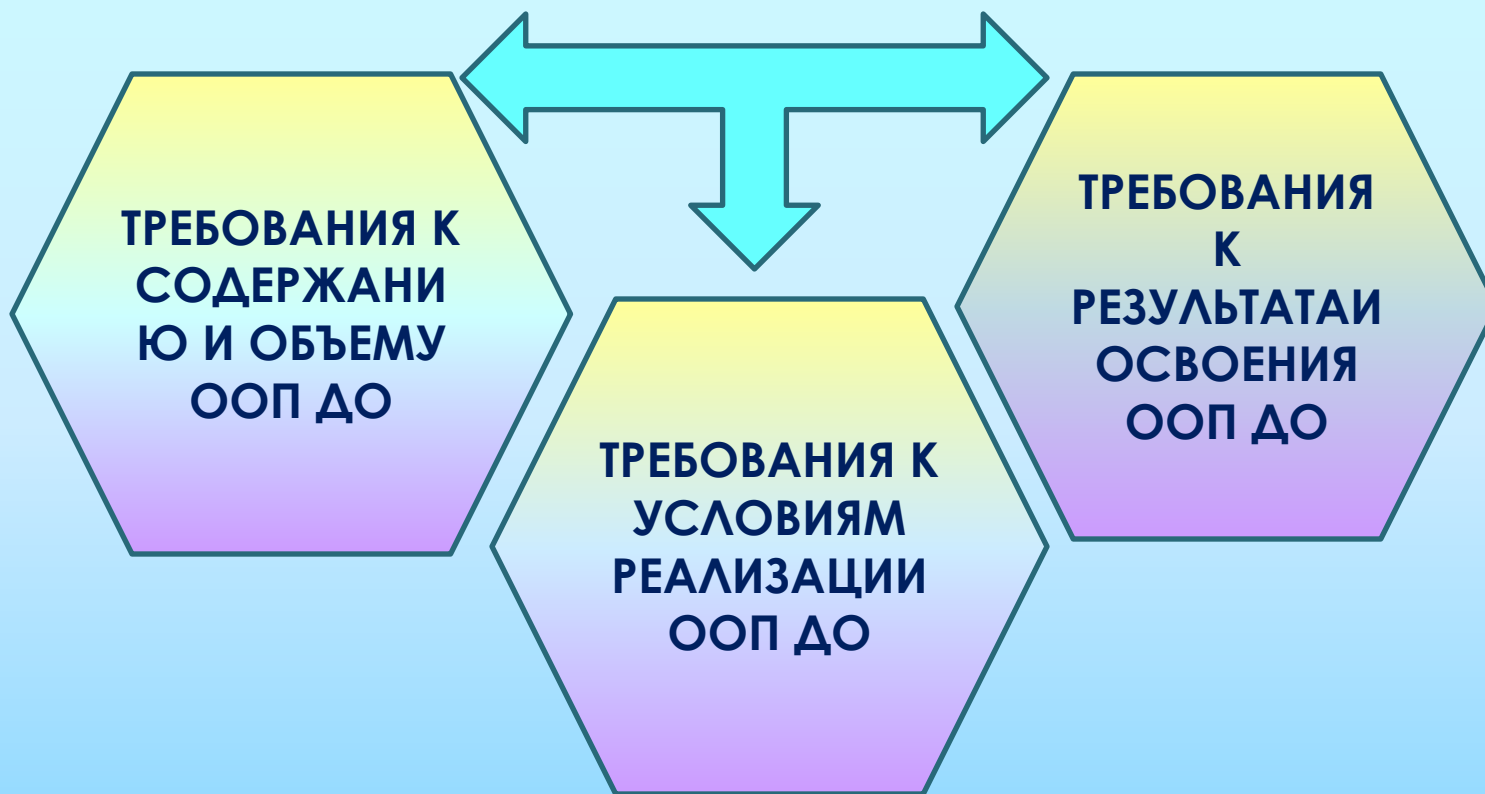 ТРЕБОВАНИЯ К
СОДЕРЖАНИ
Ю И ОБЪЕМУ
ООП ДО
ТРЕБОВАНИЯ К
УСЛОВИЯМ
РЕАЛИЗАЦИИ
ООП ДО
ТРЕБОВАНИЯ
К
РЕЗУЛЬТАТАИ
ОСВОЕНИЯ
ООП ДО